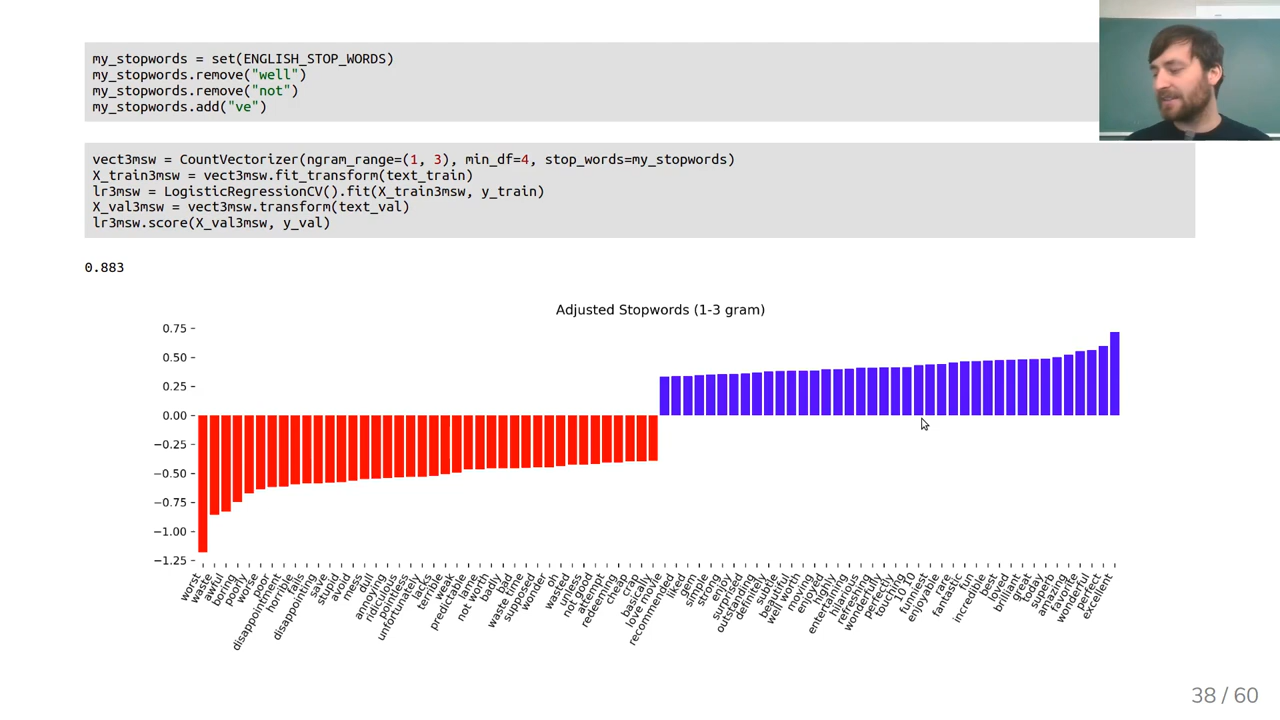 my_stopwords = set(ENGLISH_STOP_WORDS)
my_stopwords.remove("well")
my_stopwords.remove("not")
my_stopwords.add("ve")
vect3msw = CountVectorizer(ngram_range=(1, 3), min_df=4, stop_words=my_stopwords)
X_train3msw = vect3msw.fit_transform(text_train)
lr3msw = LogisticRegressionCV().fit(X_train3msw, y_train)
X_val3msw = vect3msw.transform(text_val)
lr3msw.score(X_val3msw, y_val)
0.883
Adjusted Stopwords (1-3 gram)
0.75
0.50
0.25
0.00
−0.25
−0.50
−0.75
−1.00
−1.25
worst
waste
awful
boring
poorly
worse
poor
disappointment
horrible
fails
disappointing
save
stupid
avoid
mess
dull
annoying
ridiculous
pointless
unfortunately
lacks
terrible
weak
predictable
lame
not worth
badly
bad
waste time
supposed
wonder
oh
wasted
unless
not good
attempt
redeeming
cheap
crap
basically
love movie
recommended
liked
gem
simple
strong
enjoy
surprised
outstanding
definitely
subtle
beautiful
well worth
moving
enjoyed
highly
entertaining
hilarious
refreshing
wonderfully
perfectly
touching
10 10
funniest
enjoyable
rare
fantastic
fun
incredible
best
loved
brilliant
great
today
superb
amazing
favorite
wonderful
perfect
excellent
38 / 60